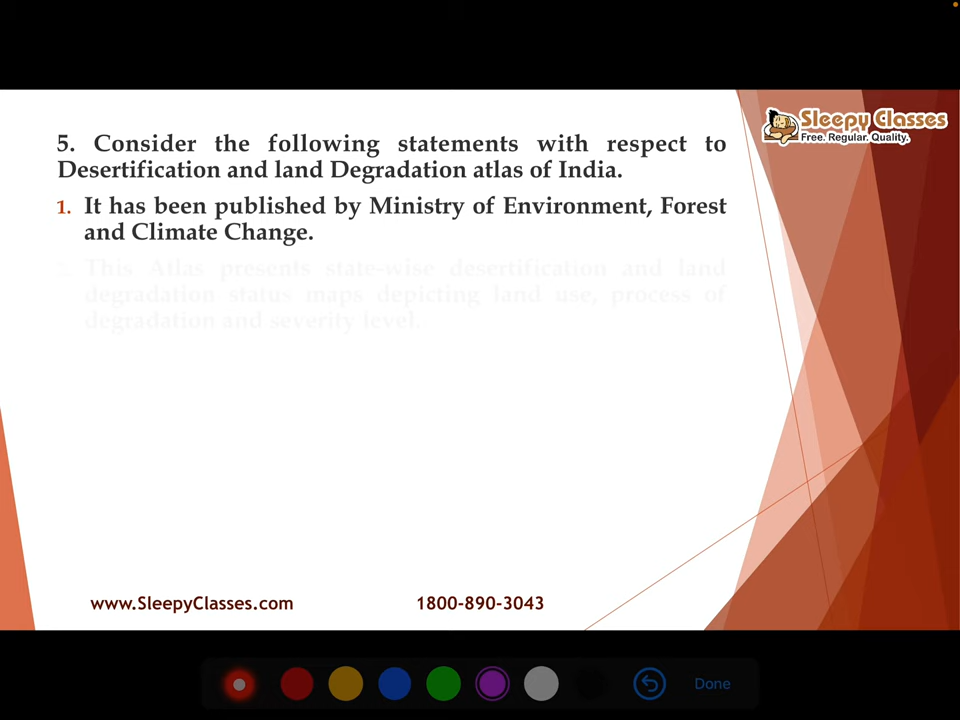 Sleepy Classes
Free. Regular. Quality.
5. Consider the following statements with respect to
Desertification and land Degradation atlas of India.
1. It has been published by Ministry of Environment, Forest
and Climate Change.
2. This Atlas presents state-wise desertification and land
degradation status maps depicting land use, process of
degradation and severity level.
www.SleepyClasses.com
1800-890-3043
Done